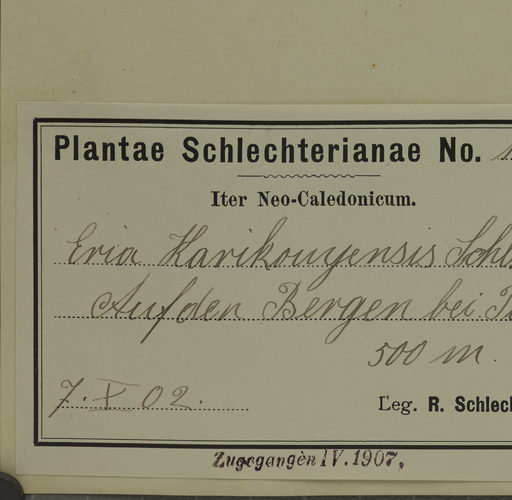 Plantae Schlechterianae No.
Iter Neo-Caledonicum.
Eria Karikouyensis Schl
Auf den Bergen bei
500 m.
7. X. 02.
Leg. R. Schlech
Zugegangen IV. 1907.